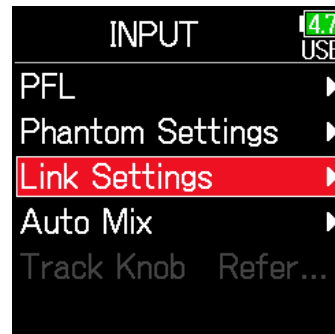 INPUT
4.7
USB
PFL
Phantom Settings
Link Settings
Auto Mix
Track Knob Refer...